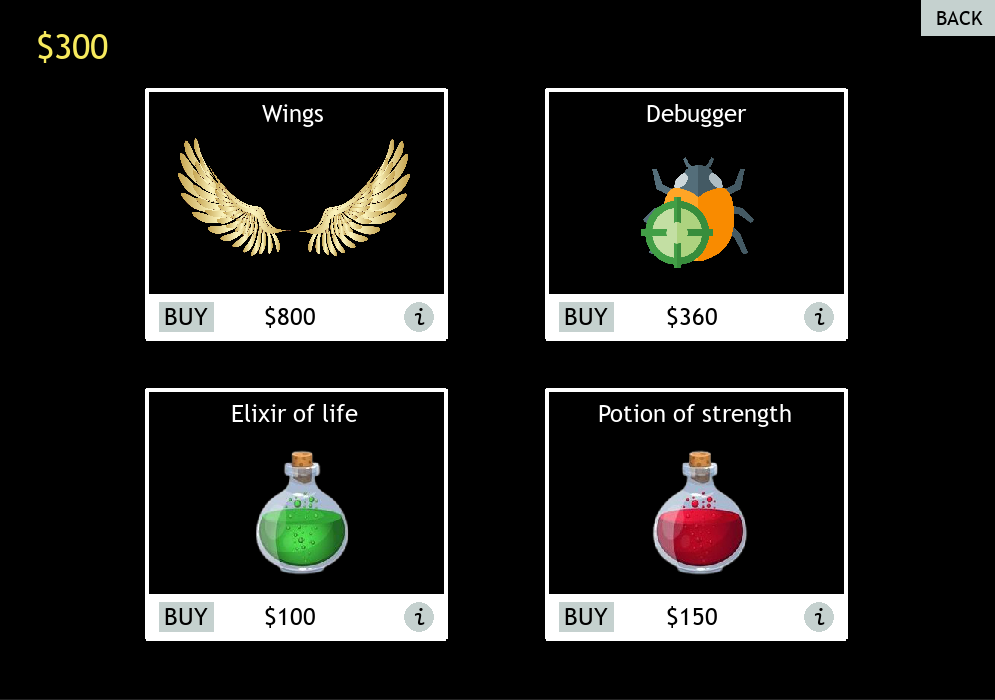 BACK
$300
Wings
BUY $800 i
Debugger
BUY $360 i
Elixir of life
BUY $100 i
Potion of strength
BUY $150 i